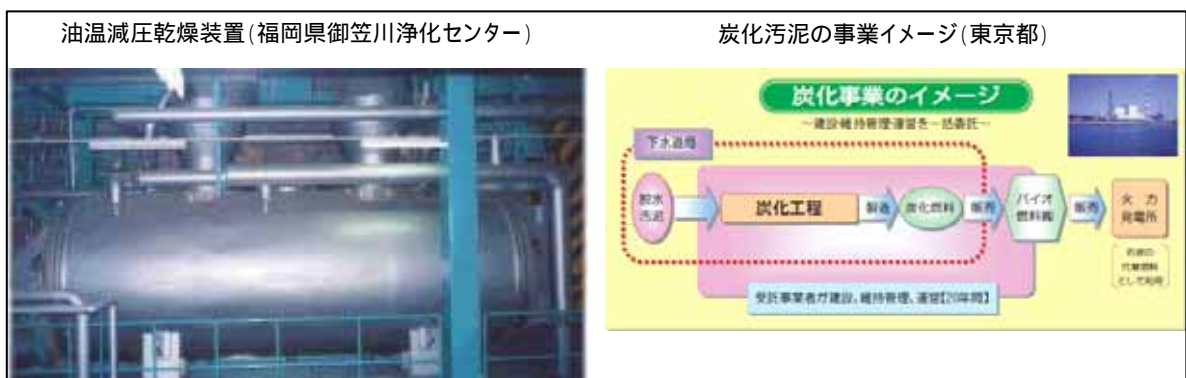 油温減圧乾燥装置(福岡県御笠川浄化センター)
炭化汚泥の事業イメージ(東京都)
炭化事業のイメージ
～建設・維持管理・運営を一括委託～
下水道局
脱水
汚泥
炭化工程
製造
炭化燃料
販売
バイオ
燃料㈱
販売
火力
発電所
石炭の
代替燃料
として利用
受託事業者が建設、維持管理、運営【20年間】